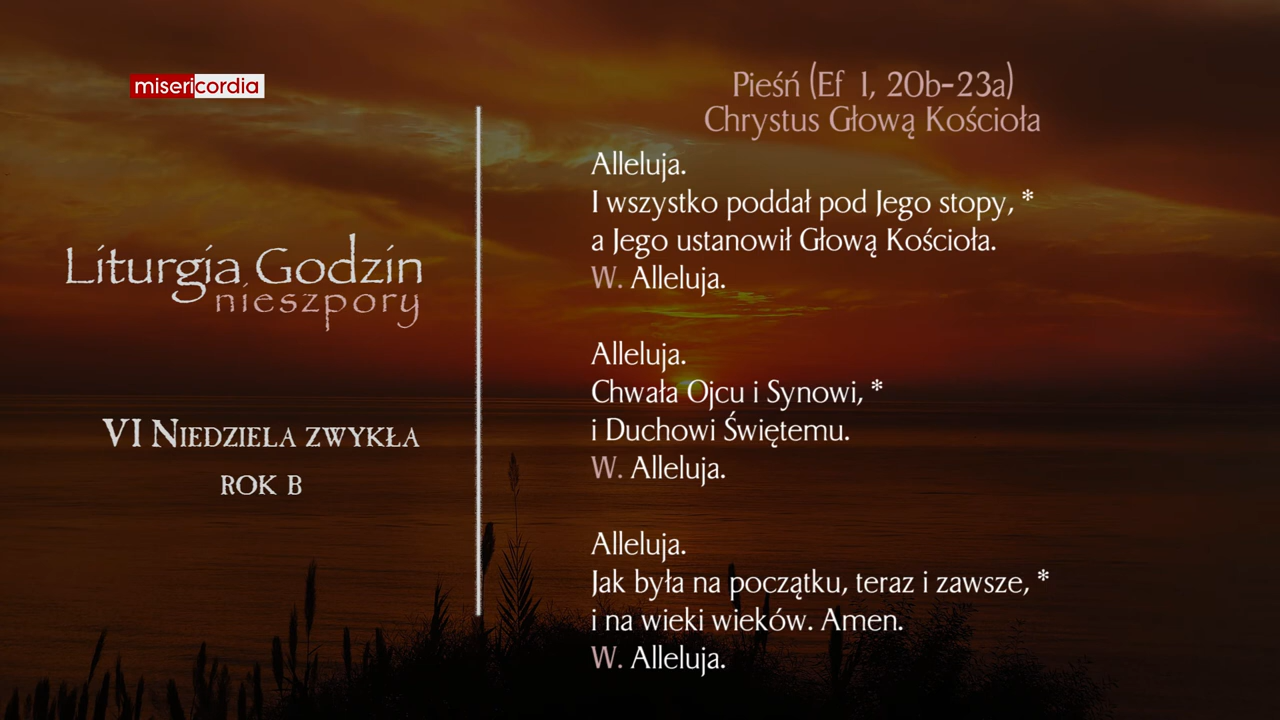 misericordia
Liturgia Godzin
nieszpory
VI Niedziela zwykła
rok B
Pieśń (Ef 1, 20b-23a)
Chrystus Głową Kościoła
Alleluja.
I wszystko poddał pod Jego stopy, *
a Jego ustanowił Głową Kościoła.
W. Alleluja.
Alleluja.
Chwała Ojcu i Synowi, *
i Duchowi Świętemu.
W. Alleluja.
Alleluja.
Jak była na początku, teraz i zawsze, *
i na wieki wieków. Amen.
W. Alleluja.